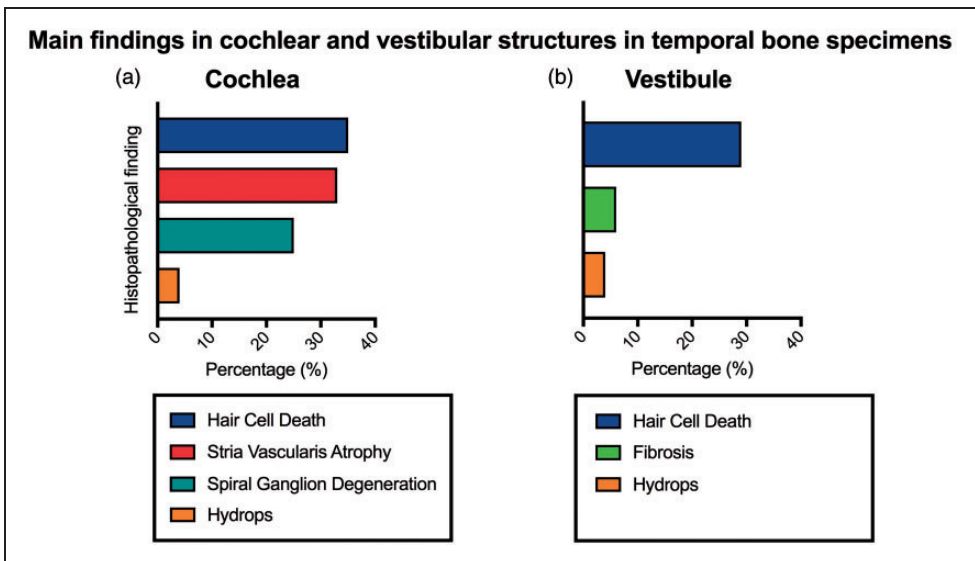 Main findings in cochlear and vestibular structures in temporal bone specimens
(a)
Cochlea
Histopathological finding
0 10 20 30 40
Percentage (%)
Hair Cell Death
Stria Vascularis Atrophy
Spiral Ganglion Degeneration
Hydrops
(b)
Vestibule
0 10 20 30 40
Percentage (%)
Hair Cell Death
Fibrosis
Hydrops